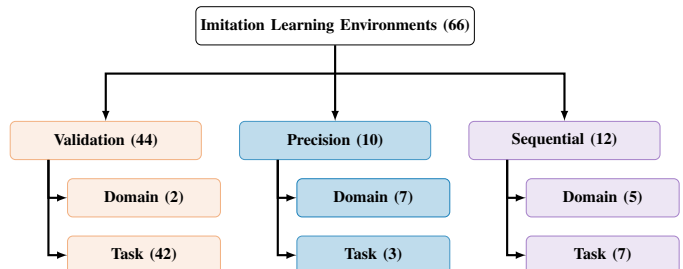 Imitation Learning Environments (66)
Validation (44)
Precision (10)
Sequential (12)
Domain (2)
Domain (7)
Domain (5)
Task (42)
Task (3)
Task (7)